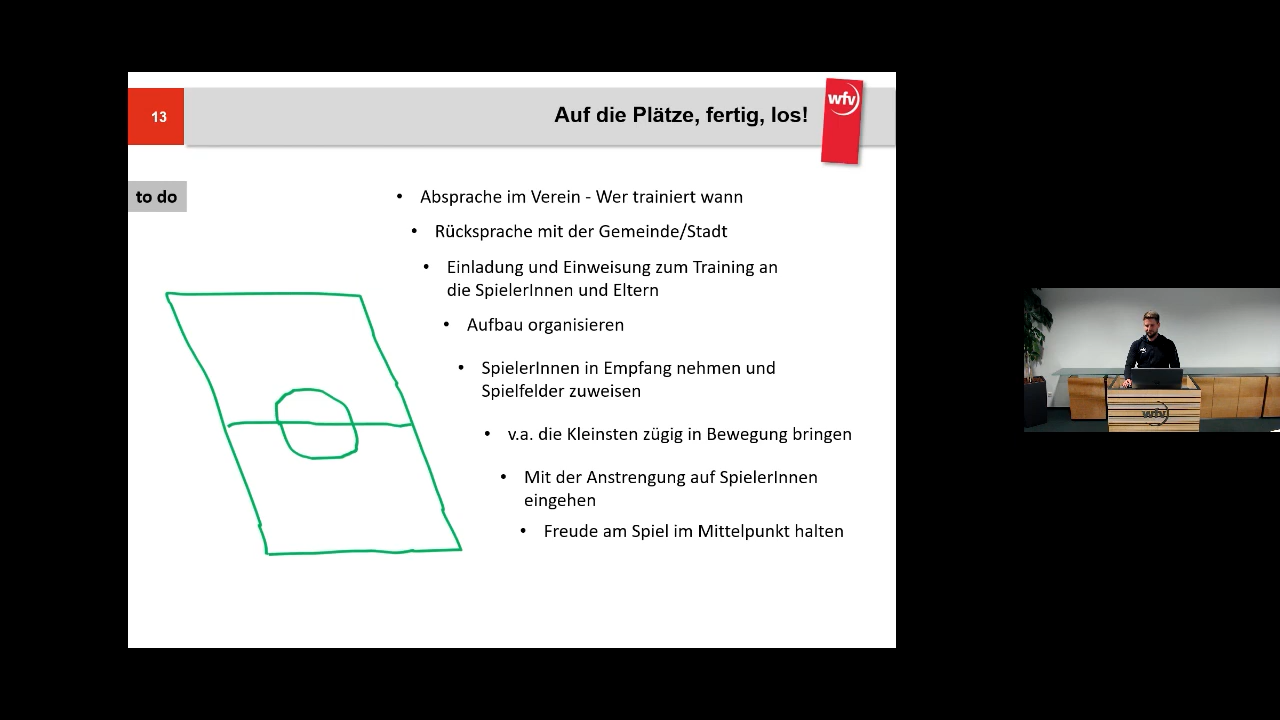 13
Auf die Plätze, fertig, los!
wfv
to do
• Absprache im Verein - Wer trainiert wann
• Rücksprache mit der Gemeinde/Stadt
• Einladung und Einweisung zum Training an
die SpielerInnen und Eltern
• Aufbau organisieren
• SpielerInnen in Empfang nehmen und
Spielfelder zuweisen
• v.a. die Kleinsten zügig in Bewegung bringen
• Mit der Anstrengung auf SpielerInnen
eingehen
• Freude am Spiel im Mittelpunkt halten
wfv